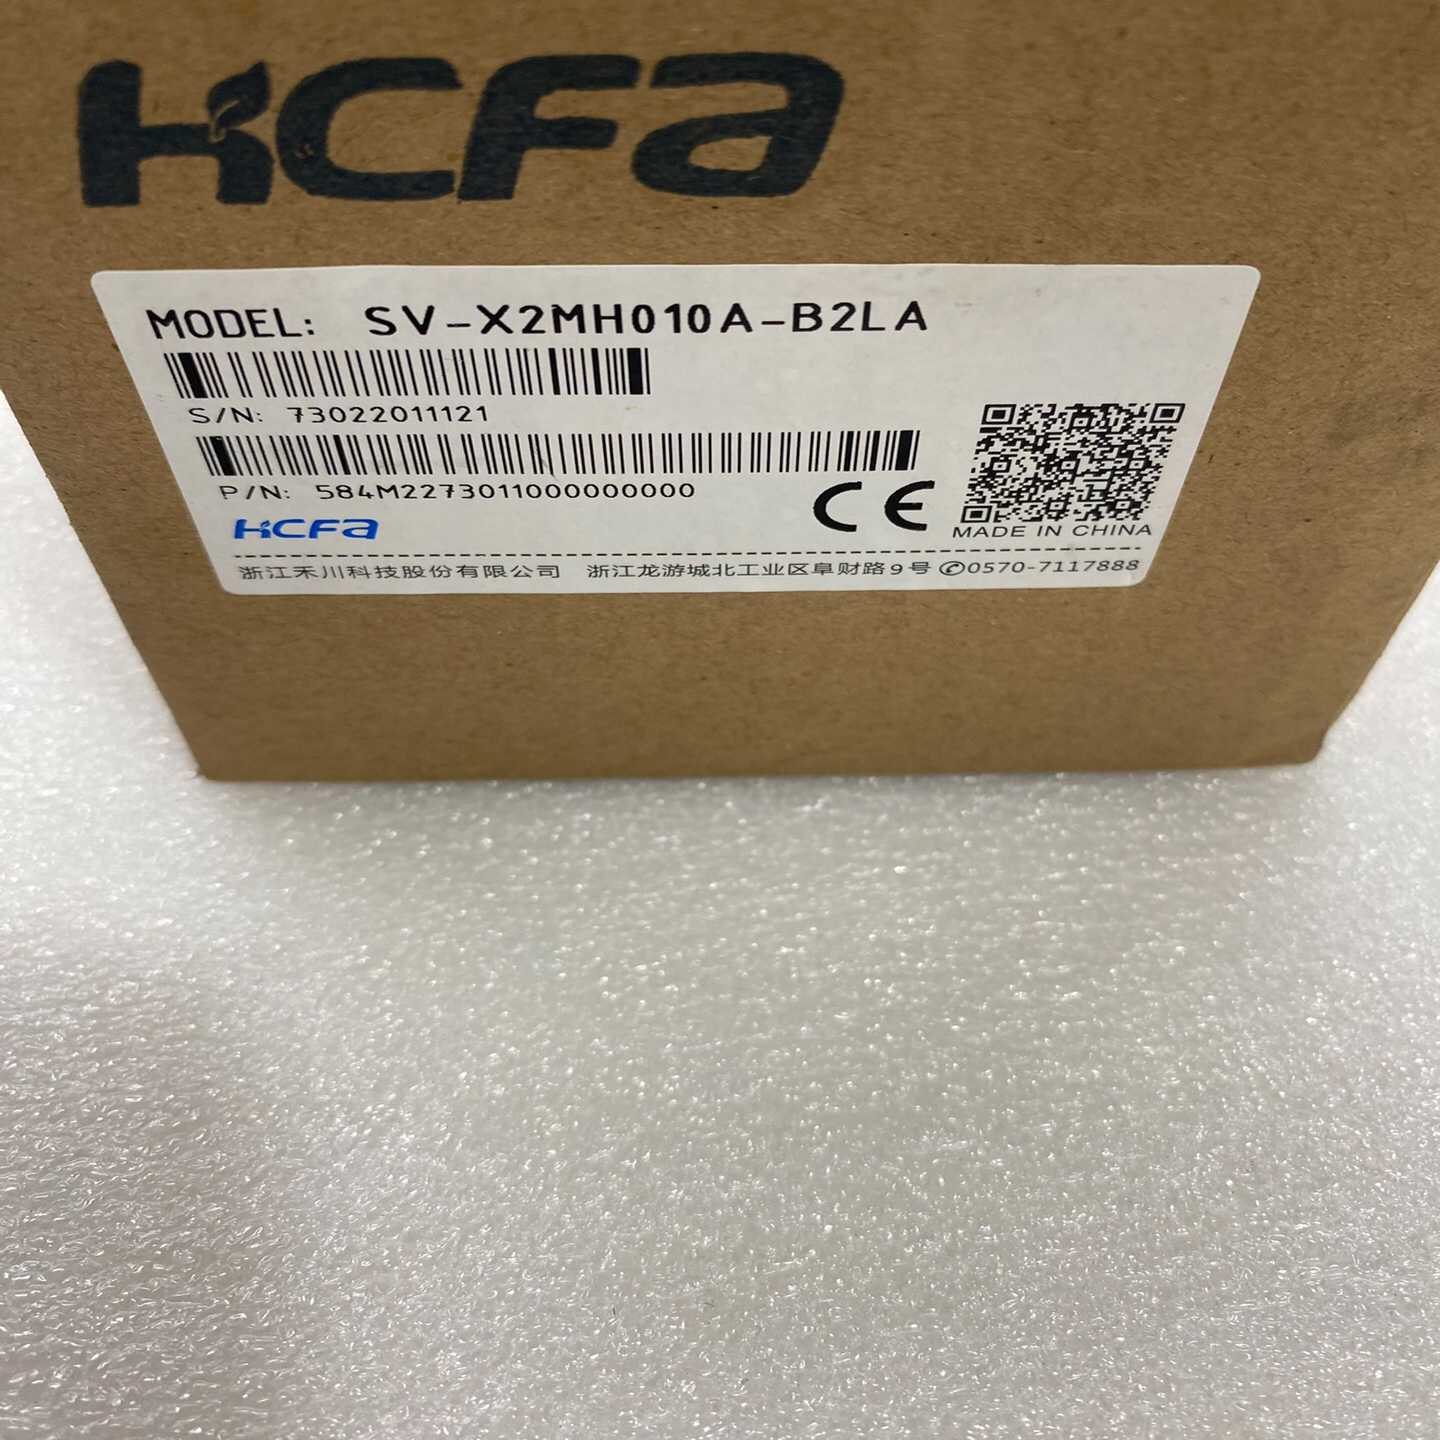 HCFA
MODEL: SV-X2MH010A-B2LA
S/N: 73022011121
P/N: 584M2273011000000000
CE
MADE IN CHINA
HCFA
浙江禾川科技股份有限公司 浙江龙游城北工业区阜财路9号 ✆0570-7117888